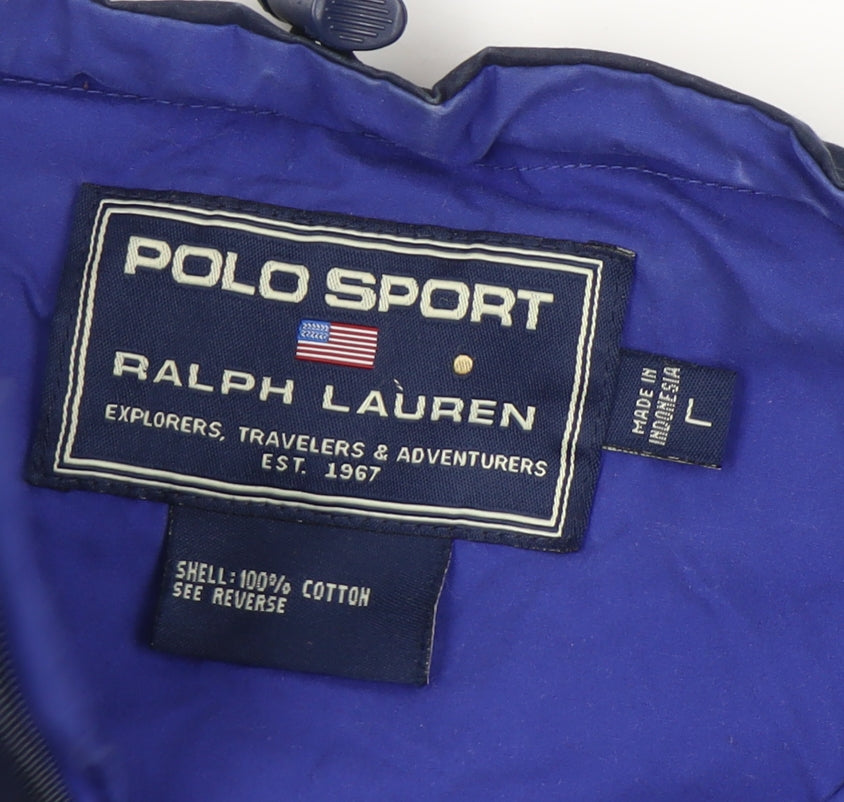 POLO SPORT
RALPH LAUREN
EXPLORERS, TRAVELERS & ADVENTURERS
EST. 1967
MADE IN
INDONESIA
L
SHELL: 100% COTTON
SEE REVERSE